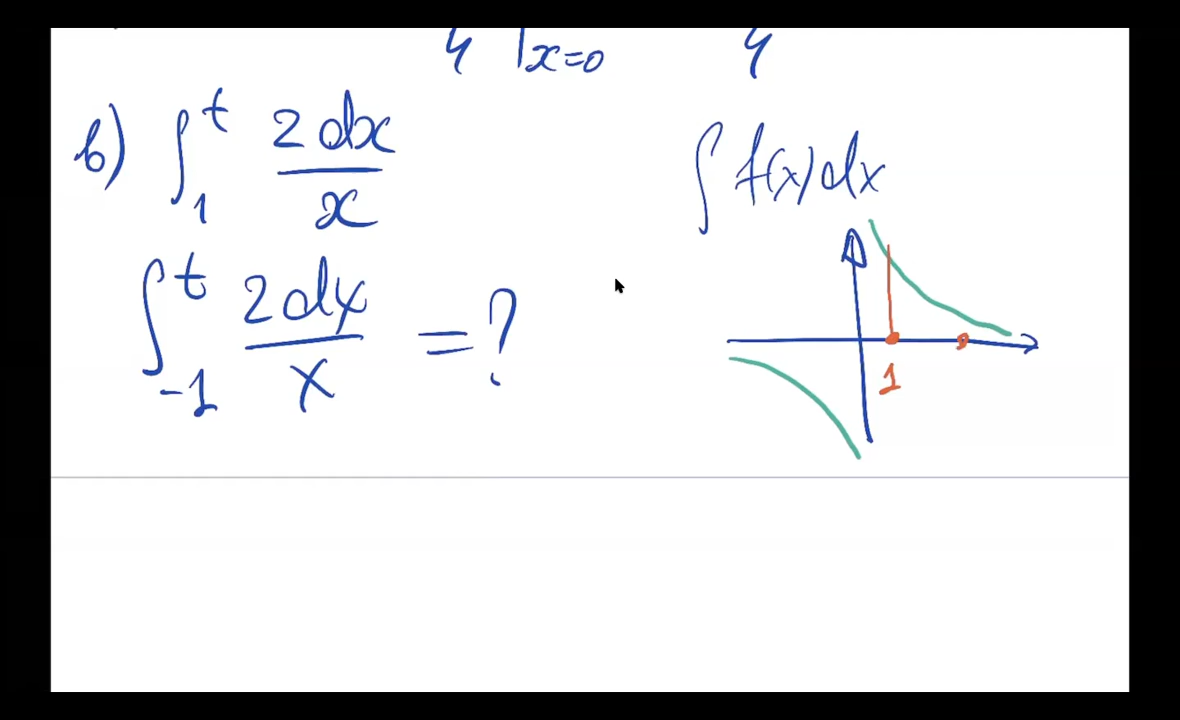 4 |x=0 4
b) ∫₁ᵗ 2dx/x
∫f(x)dx
∫₋₁ᵗ 2dx/x = ?
1